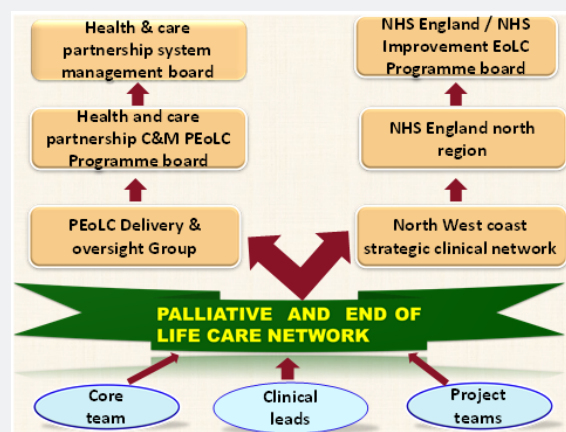 Health & care
partnership system
management board
NHS England / NHS
Improvement EoLC
Programme board
Health and care
partnership C&M PEoLC
Programme board
NHS England north
region
PEoLC Delivery &
oversight Group
North West coast
strategic clinical network
PALLIATIVE AND END OF
LIFE CARE NETWORK
Core
team
Clinical
leads
Project
teams